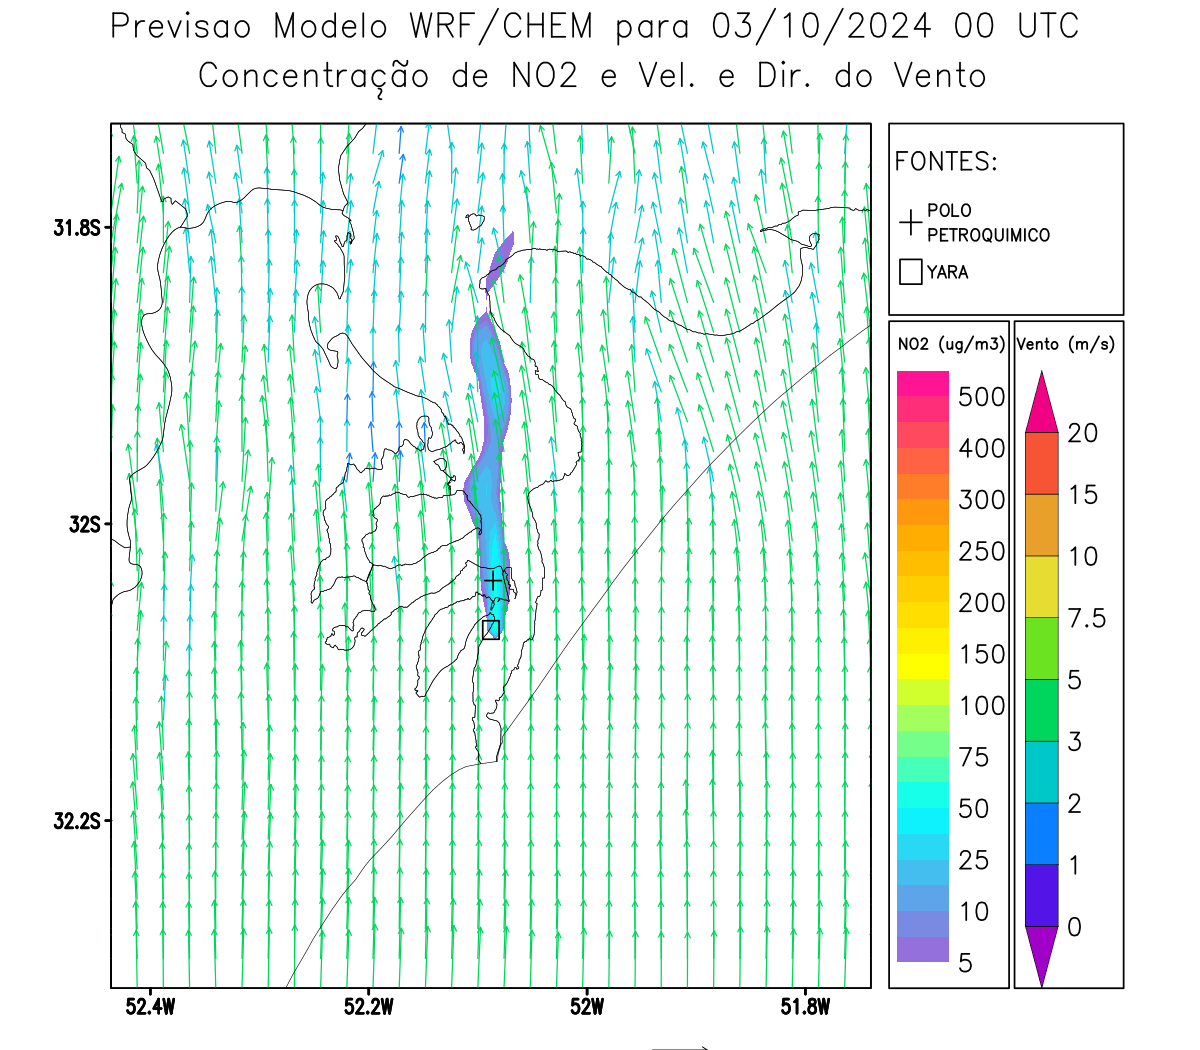 Previsao Modelo WRF/CHEM para 03/10/2024 00 UTC
Concentração de NO2 e Vel. e Dir. do Vento
FONTES:
POLO
PETROQUIMICO
YARA
NO2 (ug/m3)
500
400
300
250
200
150
100
75
50
25
10
5
Vento (m/s)
20
15
10
7.5
5
3
2
1
0
31.8S
32S
32.2S
52.4W
52.2W
52W
51.8W